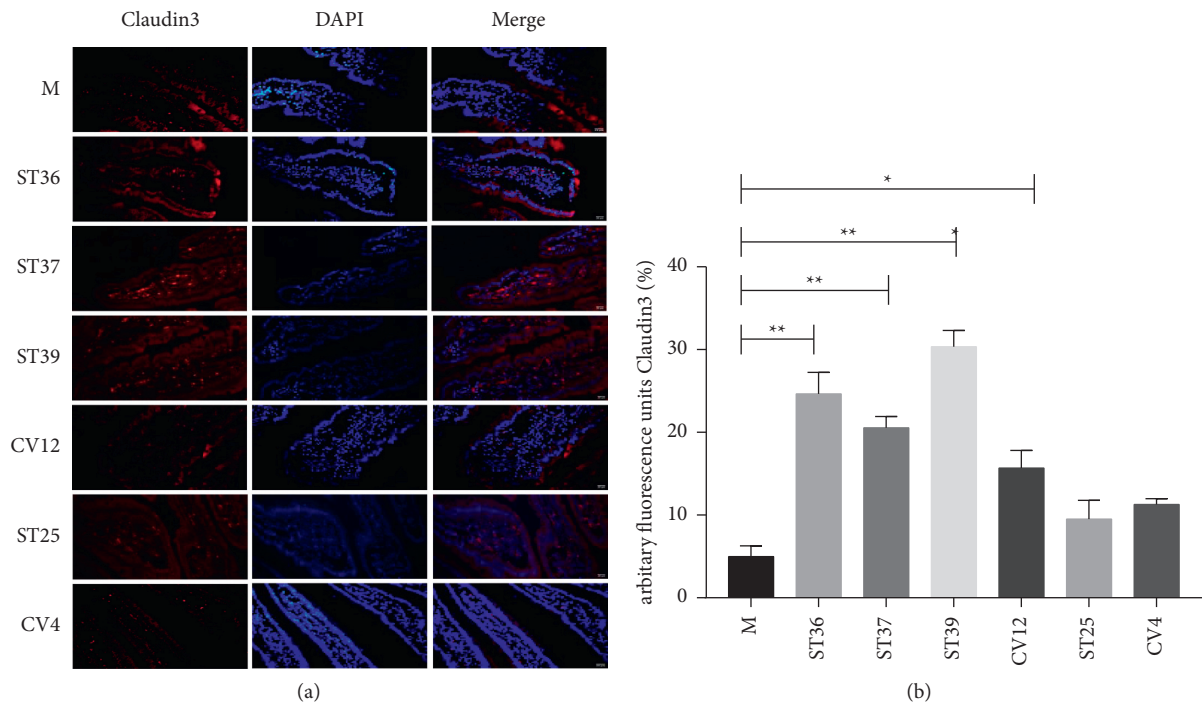 Claudin3 DAPI Merge
M
ST36
ST37
ST39
CV12
ST25
CV4
(a)
*
** *
**
**
arbitary fluorescence units Claudin3 (%)
40
30
20
10
0
M ST36 ST37 ST39 CV12 ST25 CV4
(b)